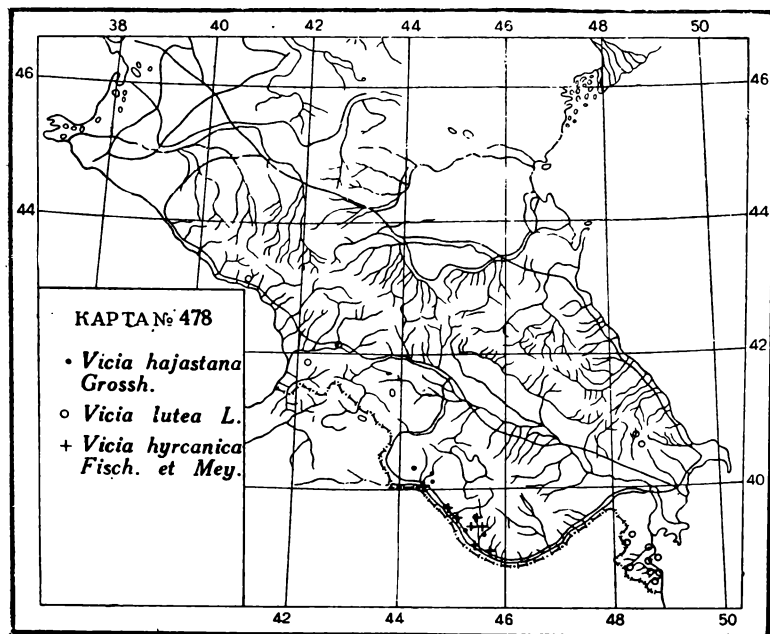 38 40 42 44 46 48 50
46 46
44 44
42
40
КАРТА № 478
• Vicia hajastana
Grossh.
○ Vicia lutea L.
+ Vicia hyrcanica
Fisch. et Mey.
42 44 46 48 50